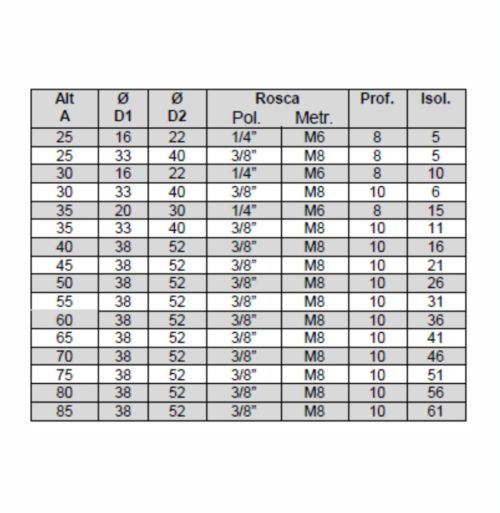 Alt Ø Ø Rosca Prof. Isol.
A D1 D2 Pol. Metr.
25 16 22 1/4” M6 8 5
25 33 40 3/8” M8 8 5
30 16 22 1/4” M6 8 10
30 33 40 3/8” M8 10 6
35 20 30 1/4” M6 8 15
35 33 40 3/8” M8 10 11
40 38 52 3/8” M8 10 16
45 38 52 3/8” M8 10 21
50 38 52 3/8” M8 10 26
55 38 52 3/8” M8 10 31
60 38 52 3/8” M8 10 36
65 38 52 3/8” M8 10 41
70 38 52 3/8” M8 10 46
75 38 52 3/8” M8 10 51
80 38 52 3/8” M8 10 56
85 38 52 3/8” M8 10 61